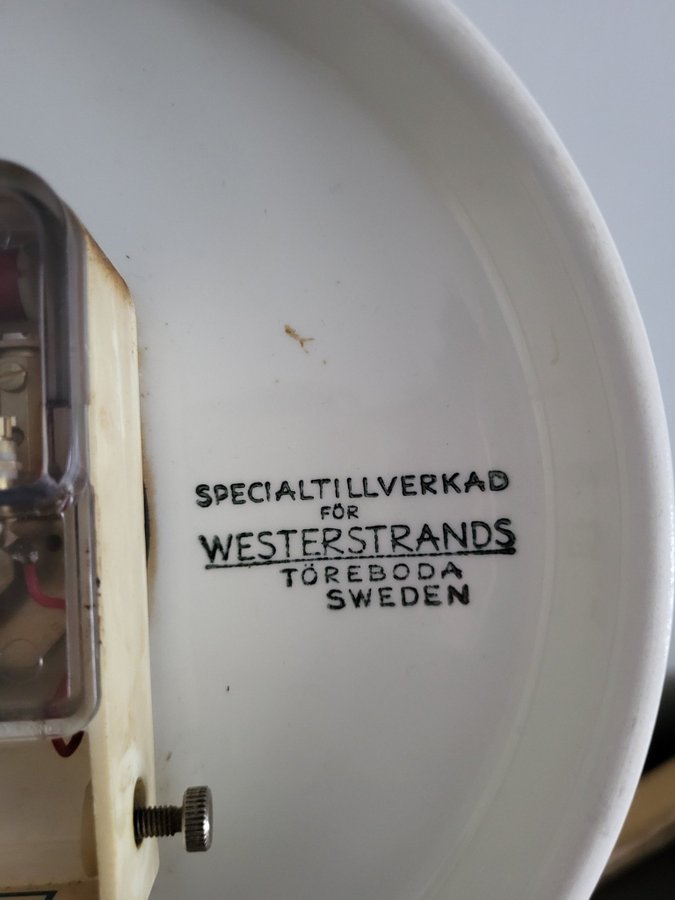 SPECIALTILLVERKAD
FÖR
WESTERSTRANDS
TÖREBODA
SWEDEN